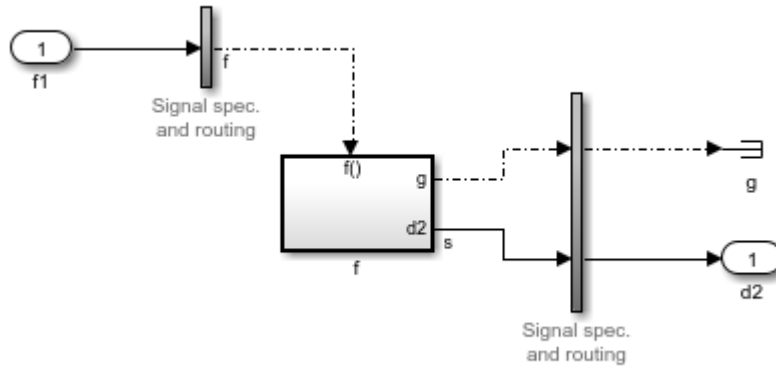 1
f1
f
Signal spec.
and routing
f()
g
d2
s
f
g
1
d2
Signal spec.
and routing